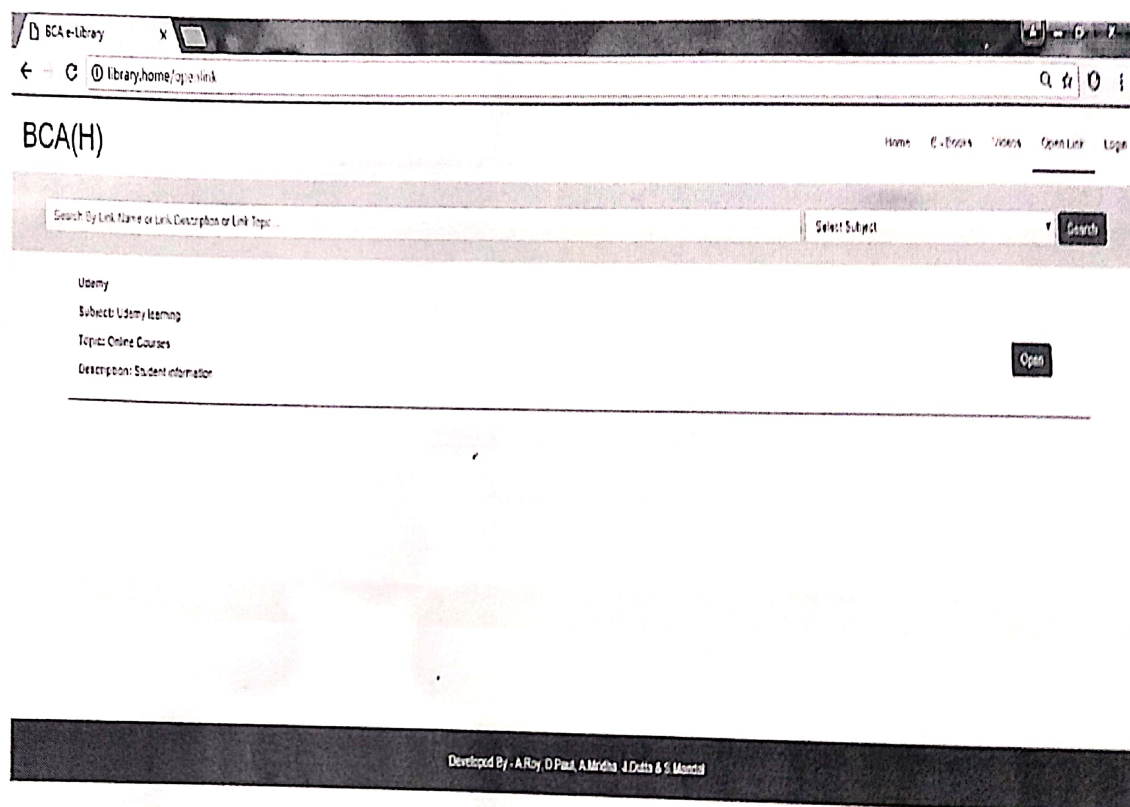 BCA e-Library x
library.home/openlink
BCA(H)
Home E - Books Videos Open Link Login
Search By Link Name or Link Description or Link Topic ...
Select Subject
Search
Udemy
Subject: Udemy learning
Topic: Online Courses
Description: Student information
Open
Developed By - A.Roy, D.Paul, A.Mridha, J.Dutta & S.Mandal